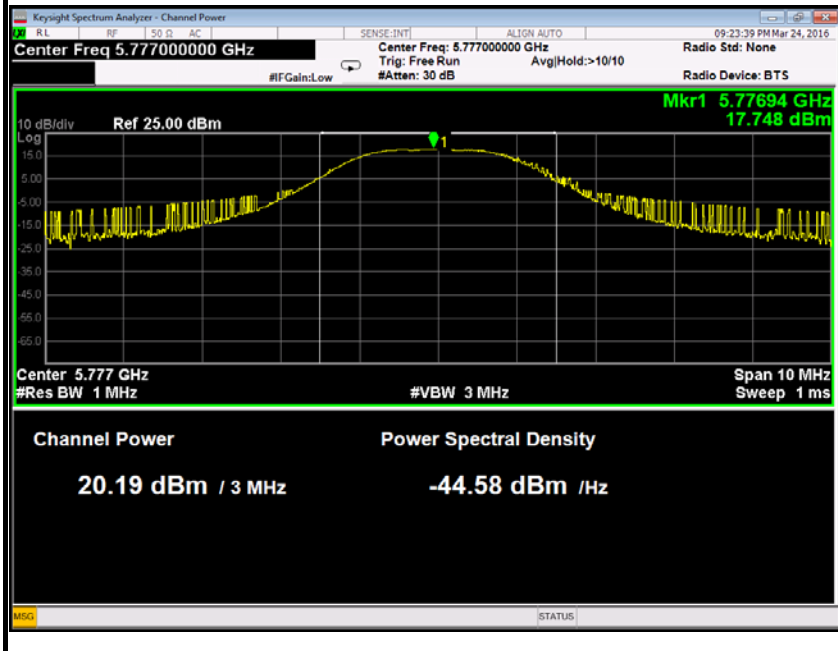 Keysight Spectrum Analyzer - Channel Power
RL RF 50 Ω AC SENSE:INT ALIGN AUTO 09:23:39 PM Mar 24, 2016
Center Freq 5.777000000 GHz
Center Freq: 5.777000000 GHz
Radio Std: None
Trig: Free Run Avg|Hold:>10/10
#IFGain:Low
#Atten: 30 dB
Radio Device: BTS
Mkr1 5.77694 GHz
17.748 dBm
10 dB/div Ref 25.00 dBm
Log
1
15.0
5.00
-5.00
-15.0
-25.0
-35.0
-45.0
-55.0
-65.0
Center 5.777 GHz Span 10 MHz
#Res BW 1 MHz #VBW 3 MHz Sweep 1 ms
Channel Power
Power Spectral Density
20.19 dBm / 3 MHz
-44.58 dBm /Hz
MSG STATUS